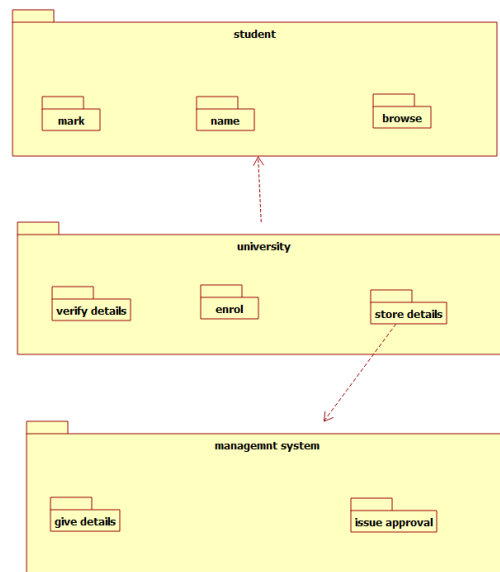 student
mark
name
browse
university
verify details
enrol
store details
managemnt system
give details
issue approval